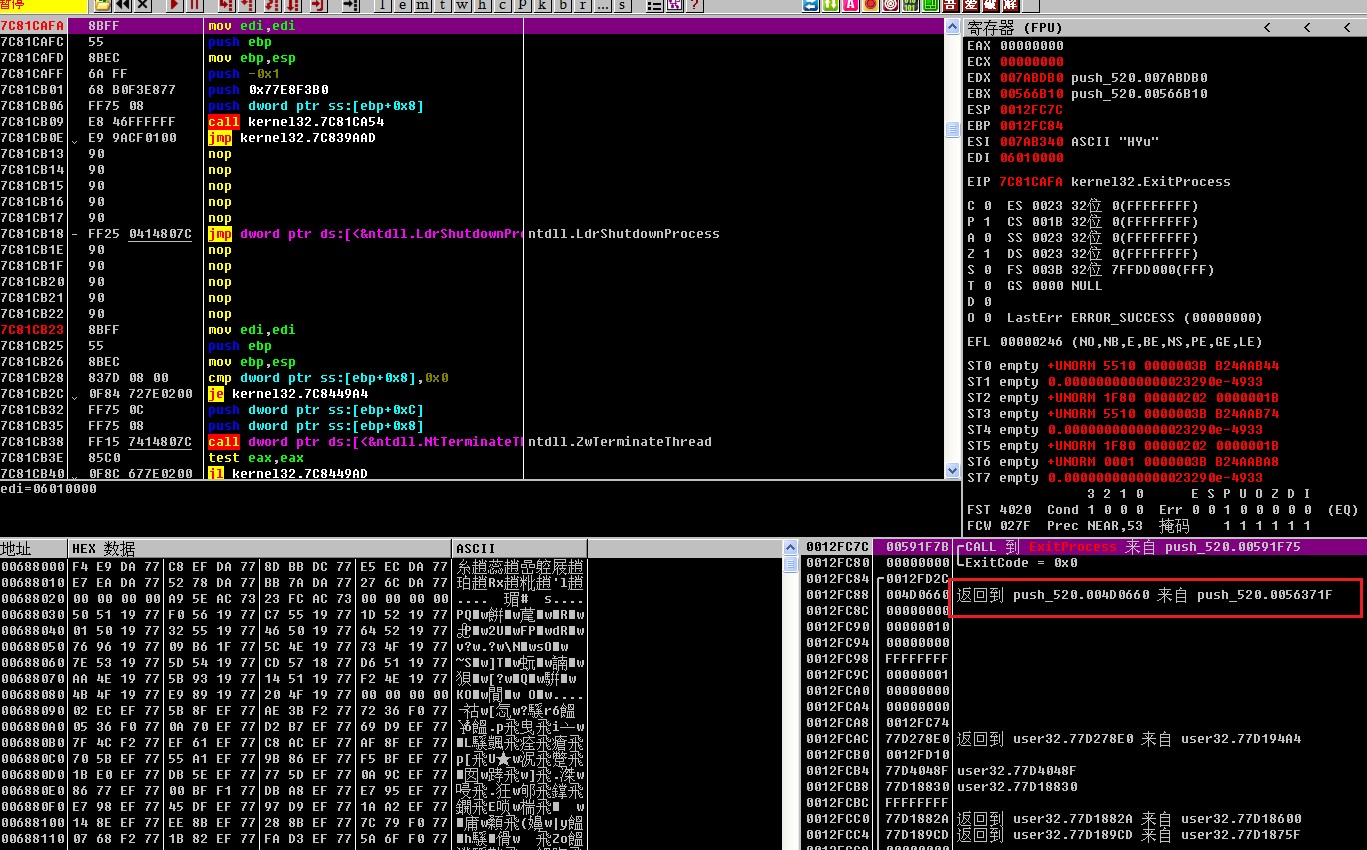 暂停 l e m t w h c P k b r ... s ? A 吾 爱 破 解
7C81CAFA 8BFF mov edi,edi
7C81CAFC 55 push ebp
7C81CAFD 8BEC mov ebp,esp
7C81CAFF 6A FF push -0x1
7C81CB01 68 B0F3E877 push 0x77E8F3B0
7C81CB06 FF75 08 push dword ptr ss:[ebp+0x8]
7C81CB09 E8 46FFFFFF call kernel32.7C81CA54
7C81CB0E E9 9ACF0100 jmp kernel32.7C839AAD
7C81CB13 90 nop
7C81CB14 90 nop
7C81CB15 90 nop
7C81CB16 90 nop
7C81CB17 90 nop
7C81CB18 - FF25 0414807C jmp dword ptr ds:[<&ntdll.LdrShutdownPr ntdll.LdrShutdownProcess
7C81CB1E 90 nop
7C81CB1F 90 nop
7C81CB20 90 nop
7C81CB21 90 nop
7C81CB22 90 nop
7C81CB23 8BFF mov edi,edi
7C81CB25 55 push ebp
7C81CB26 8BEC mov ebp,esp
7C81CB28 837D 08 00 cmp dword ptr ss:[ebp+0x8],0x0
7C81CB2C 0F84 727E0200 je kernel32.7C8449A4
7C81CB32 FF75 0C push dword ptr ss:[ebp+0xC]
7C81CB35 FF75 08 push dword ptr ss:[ebp+0x8]
7C81CB38 FF15 7414807C call dword ptr ds:[<&ntdll.NtTerminateT ntdll.ZwTerminateThread
7C81CB3E 85C0 test eax,eax
7C81CB40 0F8C 677E0200 jl kernel32.7C8449AD
edi=06010000
寄存器 (FPU) < < <
EAX 00000000
ECX 00000000
EDX 007ABDB0 push_520.007ABDB0
EBX 00566B10 push_520.00566B10
ESP 0012FC7C
EBP 0012FC84
ESI 007AB340 ASCII "HYu"
EDI 06010000
EIP 7C81CAFA kernel32.ExitProcess
C 0 ES 0023 32位 0(FFFFFFFF)
P 1 CS 001B 32位 0(FFFFFFFF)
A 0 SS 0023 32位 0(FFFFFFFF)
Z 1 DS 0023 32位 0(FFFFFFFF)
S 0 FS 003B 32位 7FFDD000(FFF)
T 0 GS 0000 NULL
D 0
O 0 LastErr ERROR_SUCCESS (00000000)
EFL 00000246 (NO,NB,E,BE,NS,PE,GE,LE)
ST0 empty +UNORM 5510 0000003B B24AAB44
ST1 empty 0.0000000000000023290e-4933
ST2 empty +UNORM 1F80 00000202 0000001B
ST3 empty +UNORM 5510 0000003B B24AAB74
ST4 empty 0.0000000000000023290e-4933
ST5 empty +UNORM 1F80 00000202 0000001B
ST6 empty +UNORM 0001 0000003B B24AABA8
ST7 empty 0.0000000000000023290e-4933
3 2 1 0 E S P U O Z D I
FST 4020 Cond 1 0 0 0 Err 0 0 1 0 0 0 0 0 (EQ)
FCW 027F Prec NEAR,53 掩码 1 1 1 1 1 1
地址 HEX 数据 ASCII
00688000 F4 E9 DA 77 C8 EF DA 77 8D BB DC 77 E5 EC DA 77
00688010 E7 EA DA 77 52 78 DA 77 BB 7A DA 77 27 6C DA 77
00688020 00 00 00 00 A9 5E AC 73 23 FC AC 73 00 00 00 00
00688030 50 51 19 77 F0 56 19 77 C7 55 19 77 1D 52 19 77
00688040 01 50 19 77 32 55 19 77 46 50 19 77 64 52 19 77
00688050 76 96 19 77 09 B6 1F 77 5C 4E 19 77 73 4F 19 77
00688060 7E 53 19 77 5D 54 19 77 CD 57 18 77 D6 51 19 77
00688070 AA 4E 19 77 5B 93 19 77 14 51 19 77 F2 4E 19 77
00688080 4B 4F 19 77 E9 89 19 77 20 4F 19 77 00 00 00 00
00688090 02 EC EF 77 5B 8F EF 77 AE 3B F2 77 72 36 F0 77
006880A0 05 36 F0 77 0A 70 EF 77 D2 B7 EF 77 69 D9 EF 77
006880B0 7F 4C F2 77 EF 61 EF 77 C8 AC EF 77 AF 8F EF 77
006880C0 70 5B EF 77 55 A1 EF 77 9B 86 EF 77 F5 BF EF 77
006880D0 1B E0 EF 77 DB 5E EF 77 77 5D EF 77 0A 9C EF 77
006880E0 86 77 EF 77 00 BF F1 77 DB A8 EF 77 E7 95 EF 77
006880F0 E7 98 EF 77 45 DF EF 77 97 D9 EF 77 1A A2 EF 77
00688100 14 8E EF 77 EE 8B EF 77 28 8B EF 77 7C 79 F0 77
00688110 07 68 F2 77 1B 82 EF 77 FA D3 EF 77 5A 6F F0 77
0012FC7C 00591F7B CALL 到 ExitProcess 来自 push_520.00591F75
0012FC80 00000000 ExitCode = 0x0
0012FC84 0012FD2C
0012FC88 004D0660 返回到 push_520.004D0660 来自 push_520.0056371F
0012FC8C 00000000
0012FC90 00000010
0012FC94 00000000
0012FC98 FFFFFFFF
0012FC9C 00000001
0012FCA0 00000000
0012FCA4 00000000
0012FCA8 0012FC74
0012FCAC 77D278E0 返回到 user32.77D278E0 来自 user32.77D194A4
0012FCB0 0012FD10
0012FCB4 77D4048F user32.77D4048F
0012FCB8 77D18830 user32.77D18830
0012FCBC FFFFFFFF
0012FCC0 77D1882A 返回到 user32.77D1882A 来自 user32.77D18600
0012FCC4 77D189CD 返回到 user32.77D189CD 来自 user32.77D1875F